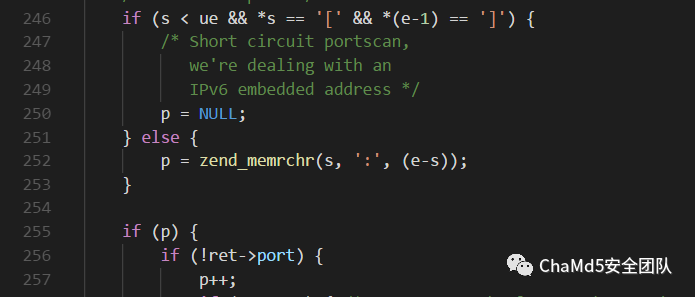 246 if (s < ue && *s == '[' && *(e-1) == ']') {
247 /* Short circuit portscan,
248 we're dealing with an
249 IPv6 embedded address */
250 p = NULL;
251 } else {
252 p = zend_memrchr(s, ':', (e-s));
253 }
254
255 if (p) {
256 if (!ret->port) {
257 p++;
ChaMd5安全团队